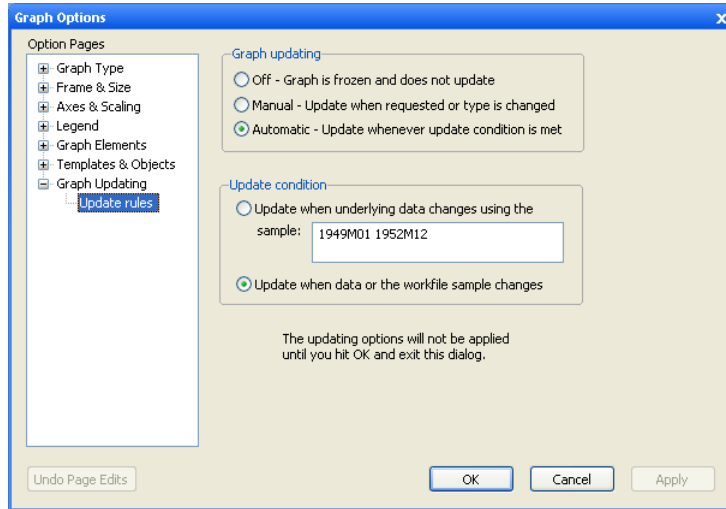 Graph Options
Option Pages
Graph Type
Frame & Size
Axes & Scaling
Legend
Graph Elements
Templates & Objects
Graph Updating
Update rules
Graph updating
Off - Graph is frozen and does not update
Manual - Update when requested or type is changed
Automatic - Update whenever update condition is met
Update condition
Update when underlying data changes using the
sample: 1949M01 1952M12
Update when data or the workfile sample changes
The updating options will not be applied
until you hit OK and exit this dialog.
Undo Page Edits
OK
Cancel
Apply